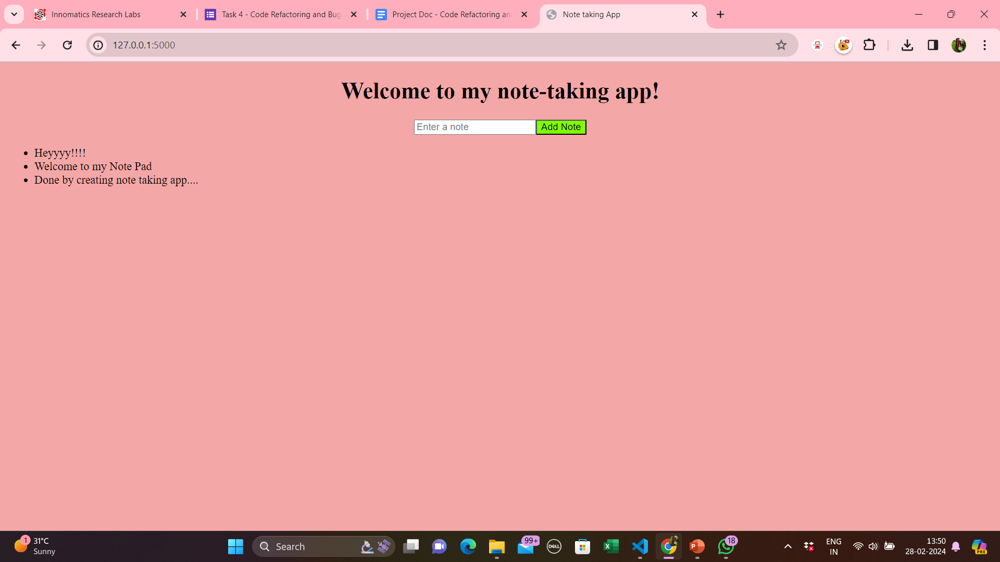 Innomatics Research Labs
Task 4 - Code Refactoring and Bug
Project Doc - Code Refactoring an
Note taking App
127.0.0.1:5000
Welcome to my note-taking app!
Enter a note
Add Note
Heyyyy!!!!
Welcome to my Note Pad
Done by creating note taking app....
1
31°C
Sunny
Search
99+
DELL
18
ENG
IN
13:50
28-02-2024
PRE